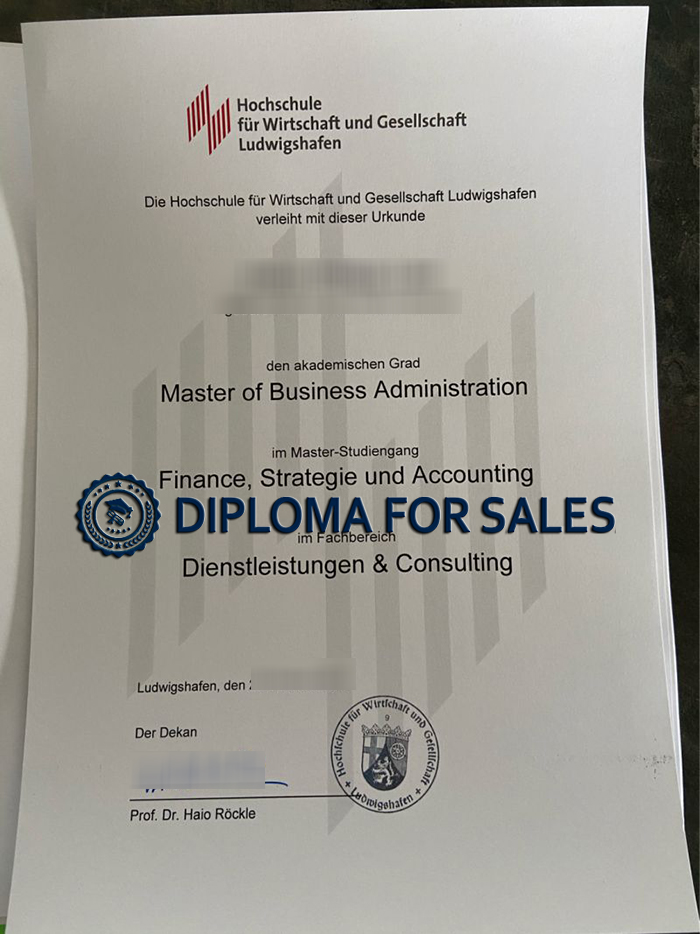 Hochschule
für Wirtschaft und Gesellschaft
Ludwigshafen
Die Hochschule für Wirtschaft und Gesellschaft Ludwigshafen
verleiht mit dieser Urkunde
den akademischen Grad
Master of Business Administration
im Master-Studiengang
Finance, Strategie und Accounting
DIPLOMA FOR SALES
im Fachbereich
Dienstleistungen & Consulting
Ludwigshafen, den
Der Dekan
Prof. Dr. Haio Röckle
Hochſchule für Wirtſchaft und Geſellſchaft
9
+ Ludwigshafen +